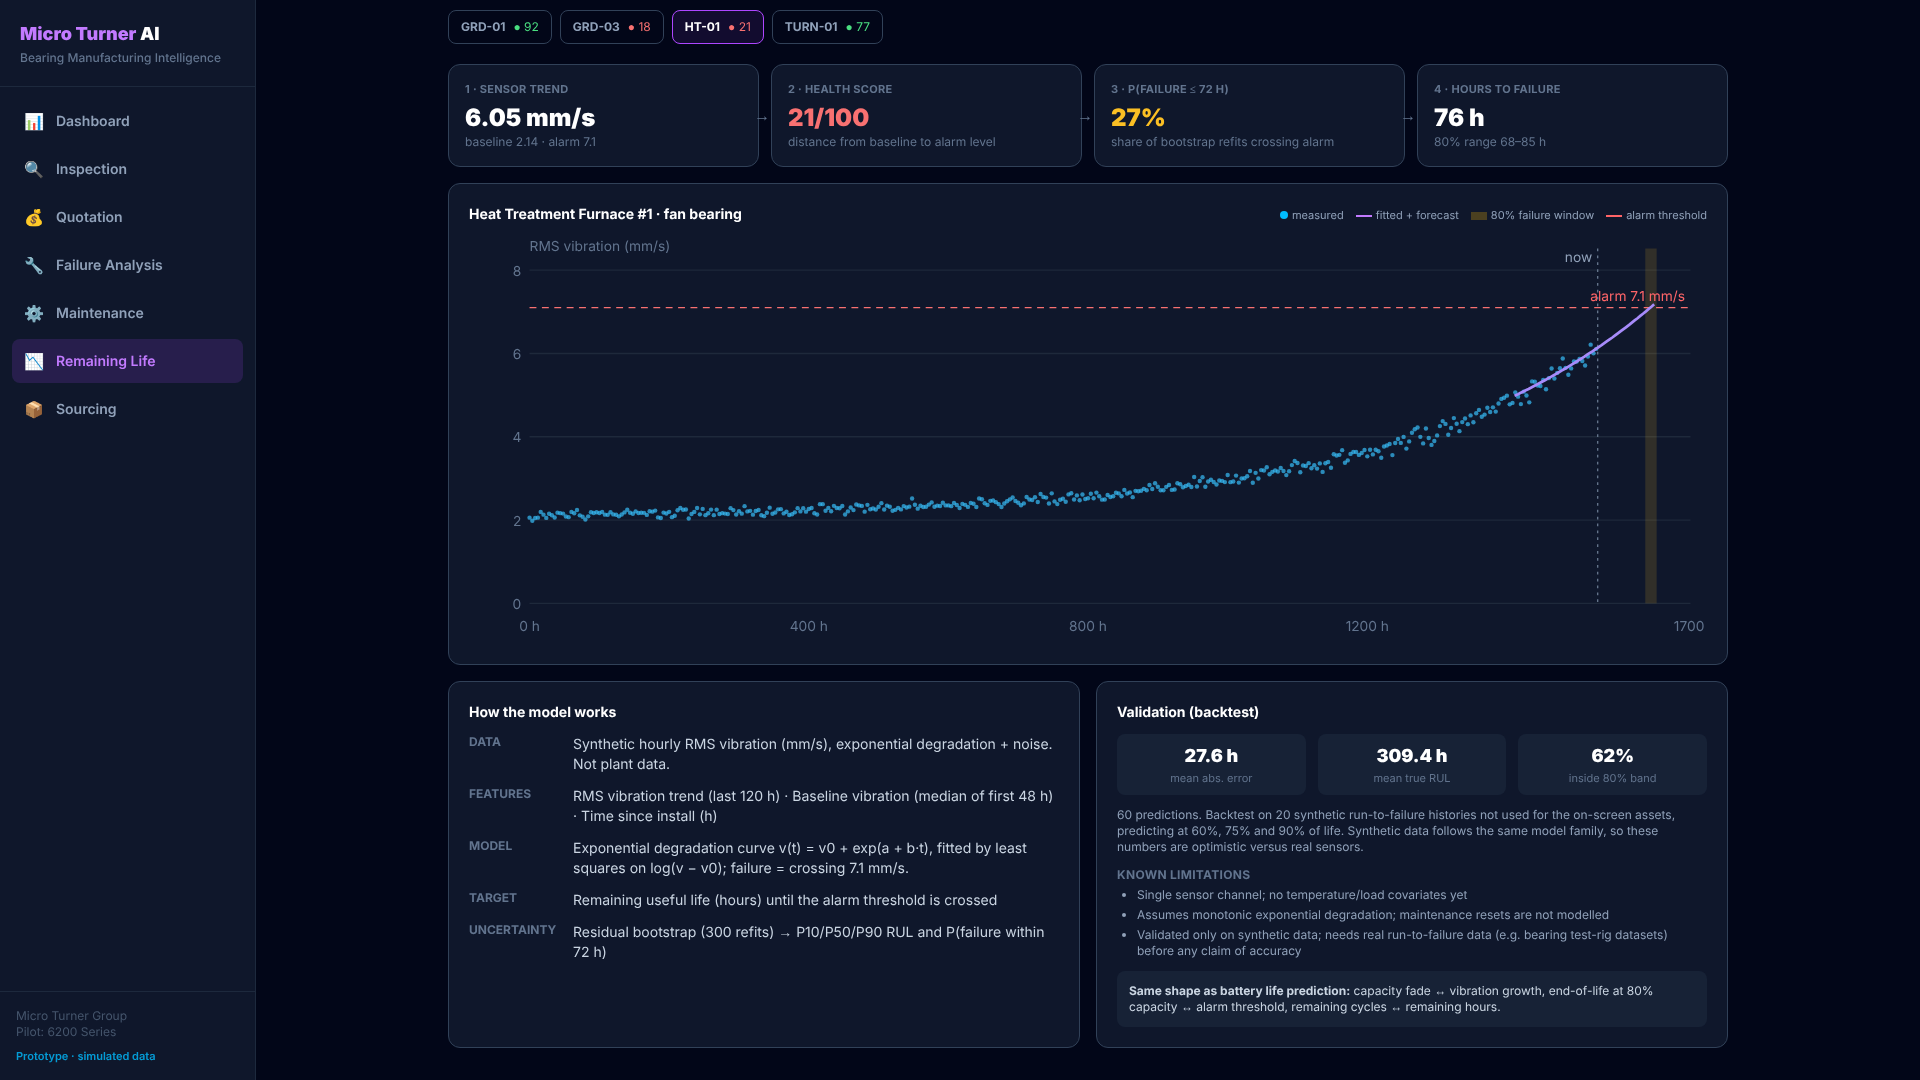 Micro Turner AI
Bearing Manufacturing Intelligence
📊 Dashboard
🔍 Inspection
💰 Quotation
🔧 Failure Analysis
⚙️ Maintenance
📉 Remaining Life
📦 Sourcing
Micro Turner Group
Pilot: 6200 Series
Prototype · simulated data
GRD-01 ● 92
GRD-03 ● 18
HT-01 ● 21
TURN-01 ● 77
1 · SENSOR TREND
6.05 mm/s
baseline 2.14 · alarm 7.1
→
2 · HEALTH SCORE
21/100
distance from baseline to alarm level
→
3 · P(FAILURE ≤ 72 H)
27%
share of bootstrap refits crossing alarm
→
4 · HOURS TO FAILURE
76 h
80% range 68–85 h
Heat Treatment Furnace #1 · fan bearing
measured
fitted + forecast
80% failure window
alarm threshold
RMS vibration (mm/s)
now
alarm 7.1 mm/s
8
6
4
2
0
0 h
400 h
800 h
1200 h
1700
How the model works
DATA
Synthetic hourly RMS vibration (mm/s), exponential degradation + noise.
Not plant data.
FEATURES
RMS vibration trend (last 120 h) · Baseline vibration (median of first 48 h)
· Time since install (h)
MODEL
Exponential degradation curve v(t) = v0 + exp(a + b·t), fitted by least
squares on log(v − v0); failure = crossing 7.1 mm/s.
TARGET
Remaining useful life (hours) until the alarm threshold is crossed
UNCERTAINTY
Residual bootstrap (300 refits) → P10/P50/P90 RUL and P(failure within
72 h)
Validation (backtest)
27.6 h
mean abs. error
309.4 h
mean true RUL
62%
inside 80% band
60 predictions. Backtest on 20 synthetic run-to-failure histories not used for the on-screen assets,
predicting at 60%, 75% and 90% of life. Synthetic data follows the same model family, so these
numbers are optimistic versus real sensors.
KNOWN LIMITATIONS
• Single sensor channel; no temperature/load covariates yet
• Assumes monotonic exponential degradation; maintenance resets are not modelled
• Validated only on synthetic data; needs real run-to-failure data (e.g. bearing test-rig datasets)
before any claim of accuracy
Same shape as battery life prediction: capacity fade ↔ vibration growth, end-of-life at 80%
capacity ↔ alarm threshold, remaining cycles ↔ remaining hours.